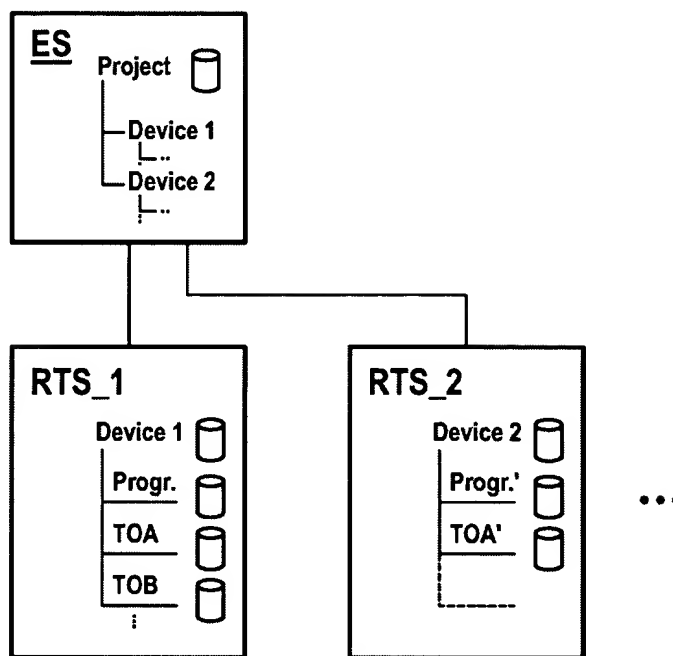 ES
Project
Device 1
Device 2
RTS_1
Device 1
Progr.
TOA
TOB
RTS_2
Device 2
Progr.'
TOA'
...